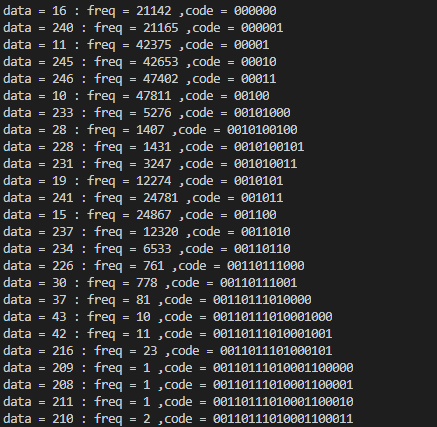 data = 16 : freq = 21142 ,code = 000000
data = 240 : freq = 21165 ,code = 000001
data = 11 : freq = 42375 ,code = 00001
data = 245 : freq = 42653 ,code = 00010
data = 246 : freq = 47402 ,code = 00011
data = 10 : freq = 47811 ,code = 00100
data = 233 : freq = 5276 ,code = 00101000
data = 28 : freq = 1407 ,code = 0010100100
data = 228 : freq = 1431 ,code = 0010100101
data = 231 : freq = 3247 ,code = 001010011
data = 19 : freq = 12274 ,code = 0010101
data = 241 : freq = 24781 ,code = 001011
data = 15 : freq = 24867 ,code = 001100
data = 237 : freq = 12320 ,code = 0011010
data = 234 : freq = 6533 ,code = 00110110
data = 226 : freq = 761 ,code = 00110111000
data = 30 : freq = 778 ,code = 00110111001
data = 37 : freq = 81 ,code = 00110111010000
data = 43 : freq = 10 ,code = 00110111010001000
data = 42 : freq = 11 ,code = 00110111010001001
data = 216 : freq = 23 ,code = 0011011101000101
data = 209 : freq = 1 ,code = 00110111010001100000
data = 208 : freq = 1 ,code = 00110111010001100001
data = 211 : freq = 1 ,code = 00110111010001100010
data = 210 : freq = 2 ,code = 00110111010001100011